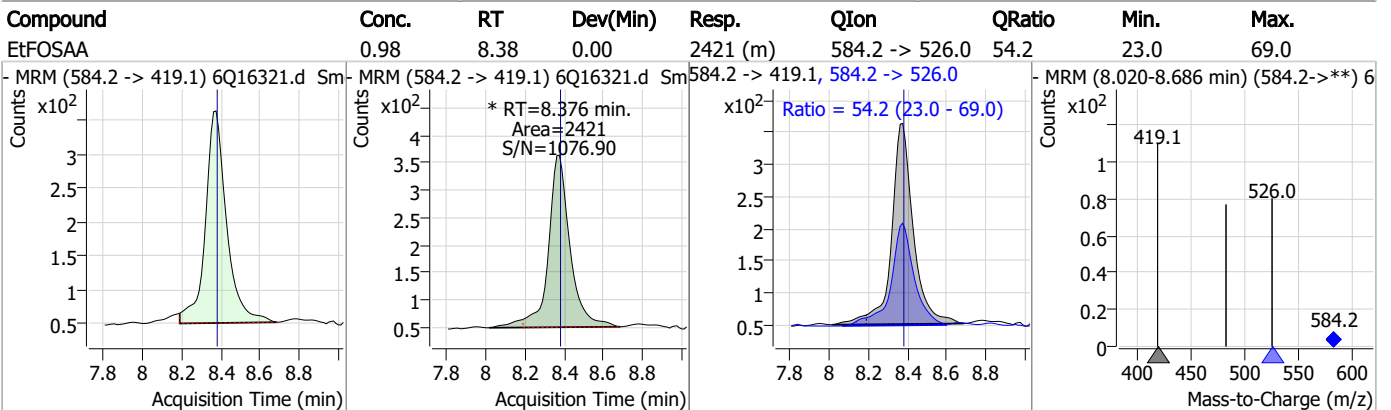 Compound Conc. RT Dev(Min) Resp. QIon QRatio Min. Max.
EtFOSAA 0.98 8.38 0.00 2421 (m) 584.2 -> 526.0 54.2 23.0 69.0
- MRM (584.2 -> 419.1) 6Q16321.d Sm
x10²
Counts
3
2
1.5
1
0.5
7.8 8 8.2 8.4 8.6 8.8
Acquisition Time (min)
- MRM (584.2 -> 419.1) 6Q16321.d Sm
x10²
Counts
* RT=8.376 min.
Area=2421
S/N=1076.90
4
3.5
3
2.5
2
1.5
1
0.5
7.8 8 8.2 8.4 8.6 8.8
Acquisition Time (min)
584.2 -> 419.1, 584.2 -> 526.0
x10²
Counts
Ratio = 54.2 (23.0 - 69.0)
3
2
1.5
1
0.5
7.8 8 8.2 8.4 8.6 8.8
Acquisition Time (min)
- MRM (8.020-8.686 min) (584.2->**) 6
x10²
Counts
419.1
526.0
584.2
1
0.8
0.6
0.4
0.2
0
400 450 500 550 600
Mass-to-Charge (m/z)